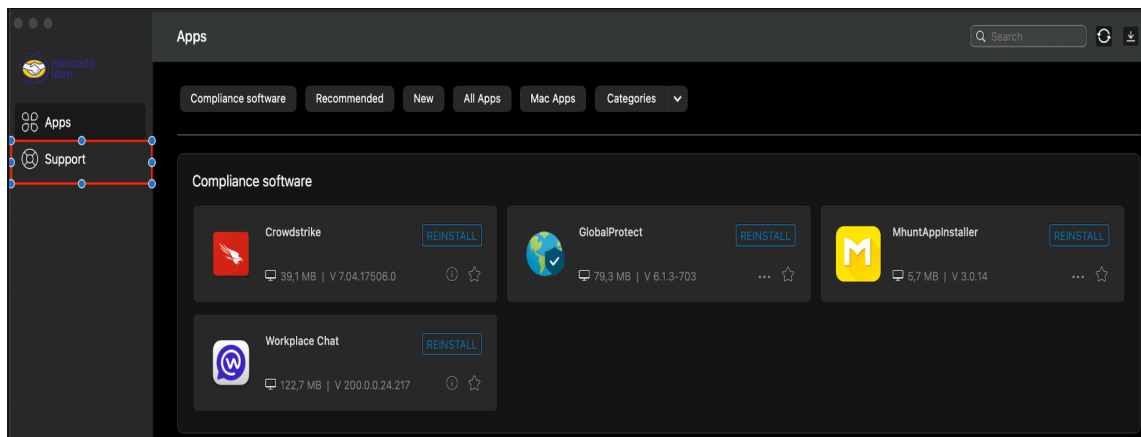 mercado
libre
Apps
Support
Apps
Search
Compliance software
Recommended
New
All Apps
Mac Apps
Categories
Compliance software
Crowdstrike
REINSTALL
39,1 MB | V 7.04.17506.0
GlobalProtect
REINSTALL
79,3 MB | V 6.1.3-703
MhuntAppInstaller
REINSTALL
5,7 MB | V 3.0.14
Workplace Chat
REINSTALL
122,7 MB | V 200.0.0.24.217